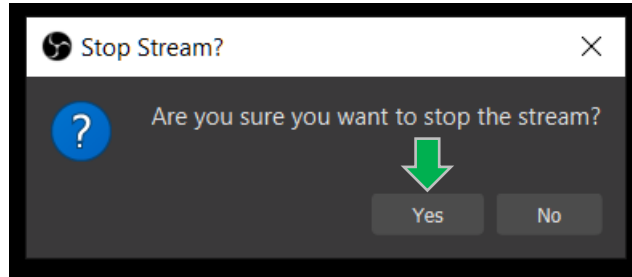 Stop Stream?
?
Are you sure you want to stop the stream?
Yes No